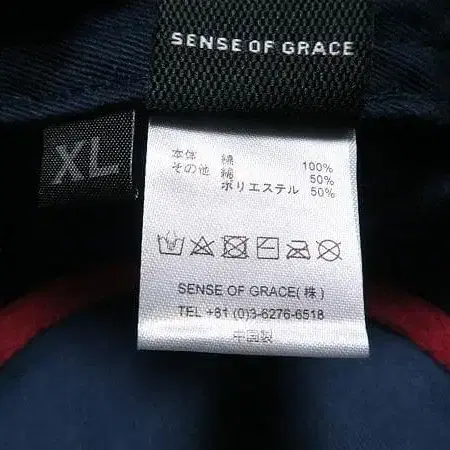 SENSE OF GRACE
XL
本体 綿 100%
その他 綿 50%
ポリエステル 50%
SENSE OF GRACE(株)
TEL +81 (0)3-6276-6518
中国製